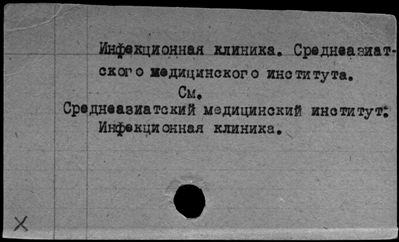 Инфекционная клиника. Среднеазиат-
ского медицинского института.
См.
Среднеазиатский медицинский институт.
Инфекционная клиника.
X